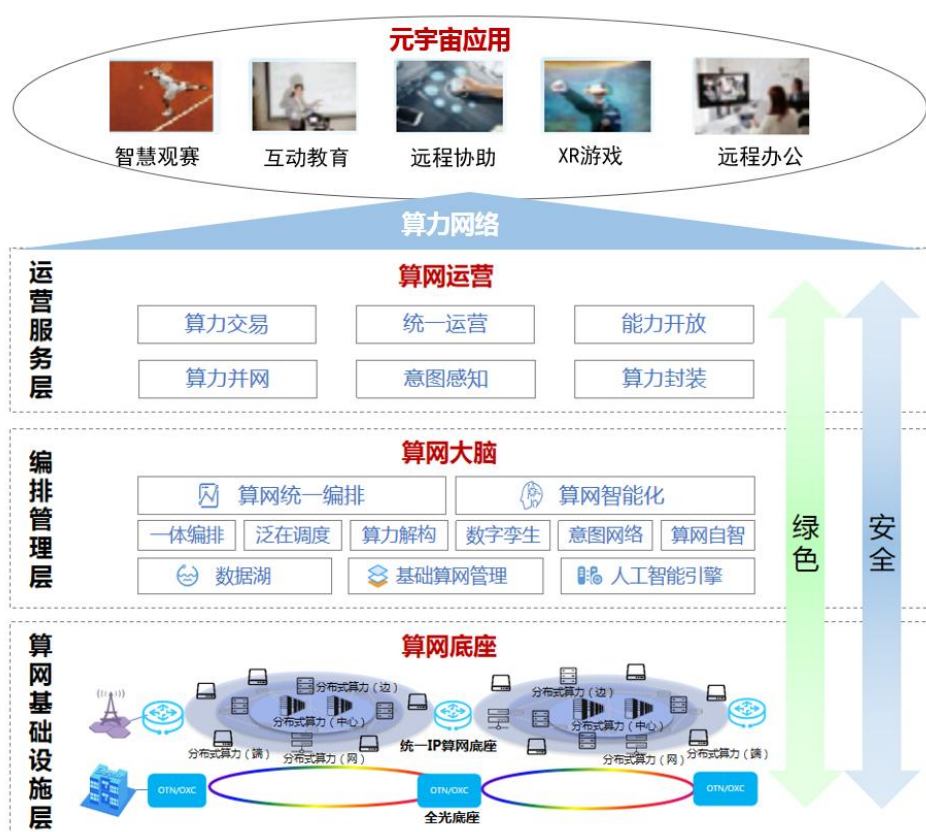 元宇宙应用
智慧观赛 互动教育 远程协助 XR游戏 远程办公
算力网络
运营服务层
算网运营
算力交易 统一运营 能力开放
算力并网 意图感知 算力封装
编排管理层
算网大脑
算网统一编排 算网智能化
一体编排 泛在调度 算力解构 数字孪生 意图网络 算网自智
数据湖 基础算网管理 人工智能引擎
绿色
安全
算网基础设施层
算网底座
分布式算力（边） 分布式算力（边）
分布式算力（中心） 分布式算力（中心）
统一IP算网底座
分布式算力（端） 分布式算力（网） 分布式算力（网） 分布式算力（端）
OTN/OXC OTN/OXC OTN/OXC
全光底座